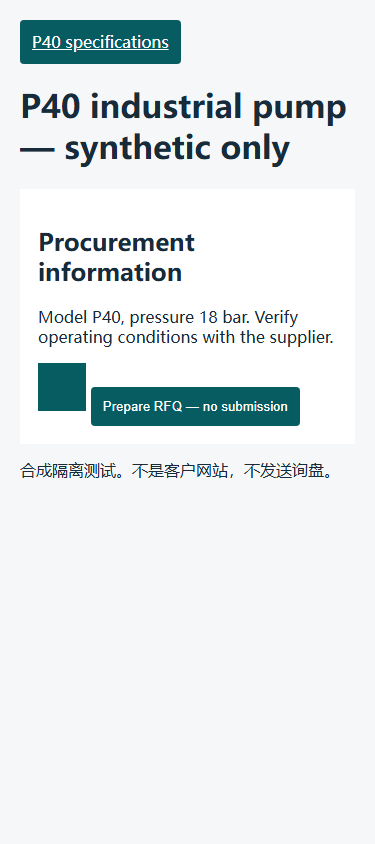 P40 specifications
P40 industrial pump
— synthetic only
Procurement
information
Model P40, pressure 18 bar. Verify
operating conditions with the supplier.
Prepare RFQ — no submission
合成隔离测试。不是客户网站，不发送询盘。